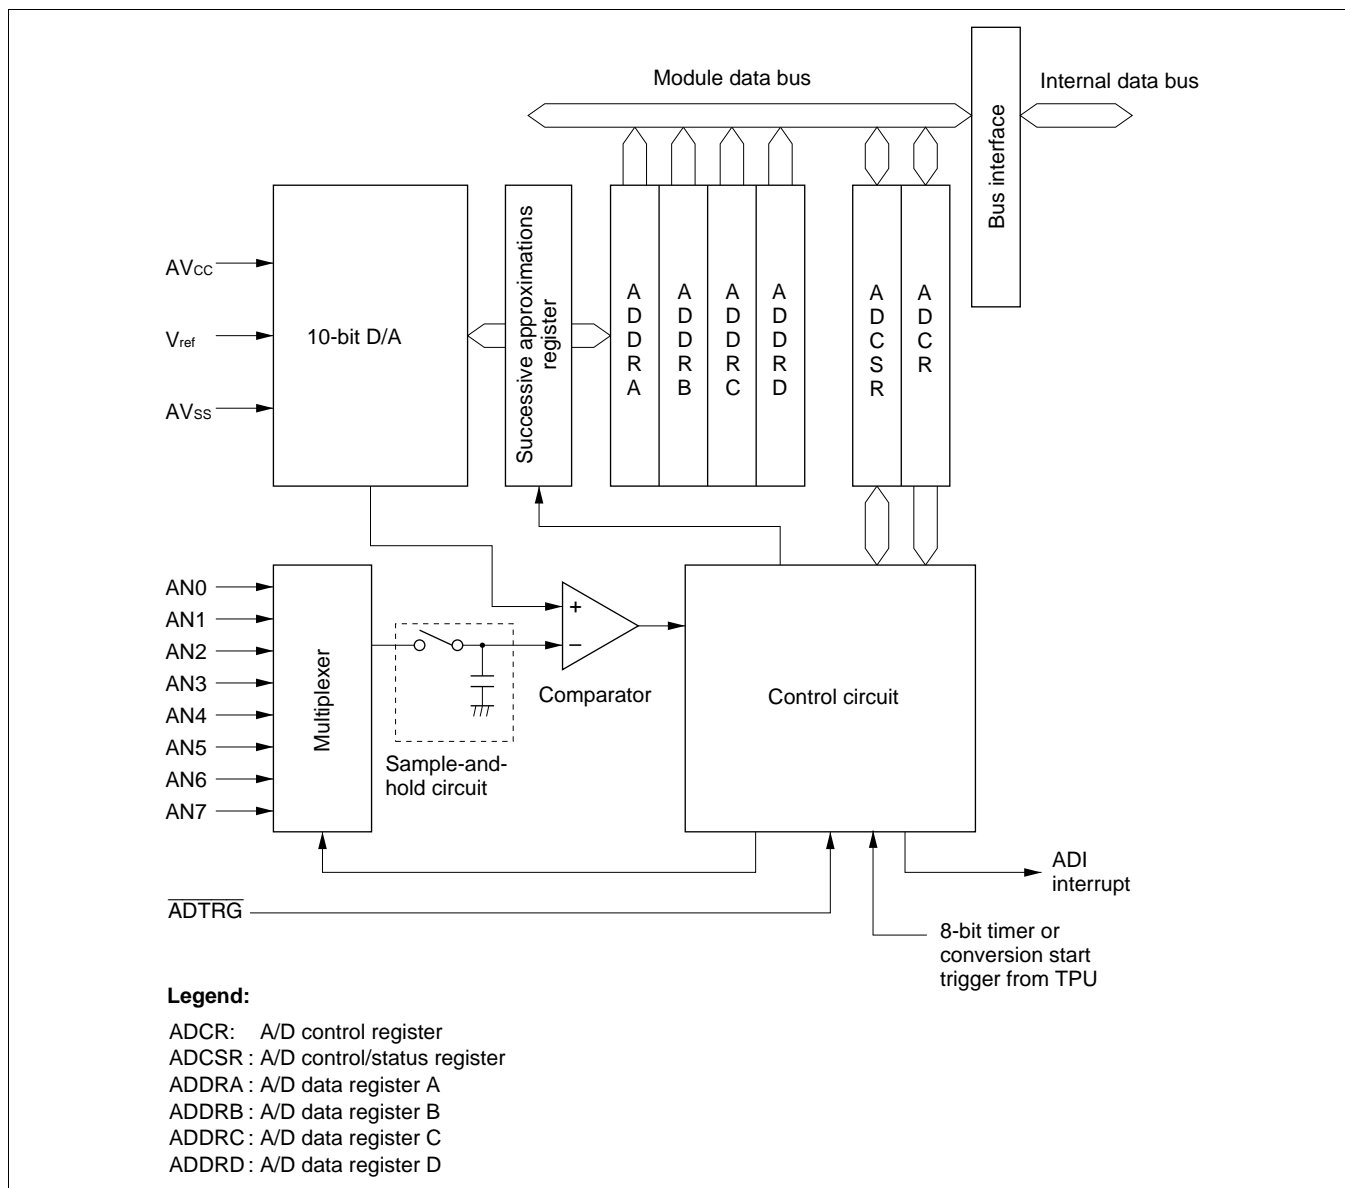 Module data bus
Internal data bus
Bus interface
AVCC
Vref
AVSS
10-bit D/A
Successive approximations
register
ADDRA
ADDRB
ADDRC
ADDRD
ADCSR
ADCR
AN0
AN1
AN2
AN3
AN4
AN5
AN6
AN7
Multiplexer
+
−
Comparator
Sample-and-
hold circuit
Control circuit
ADI
interrupt
ADTRG
8-bit timer or
conversion start
trigger from TPU
Legend:
ADCR: A/D control register
ADCSR : A/D control/status register
ADDRA : A/D data register A
ADDRB : A/D data register B
ADDRC : A/D data register C
ADDRD : A/D data register D